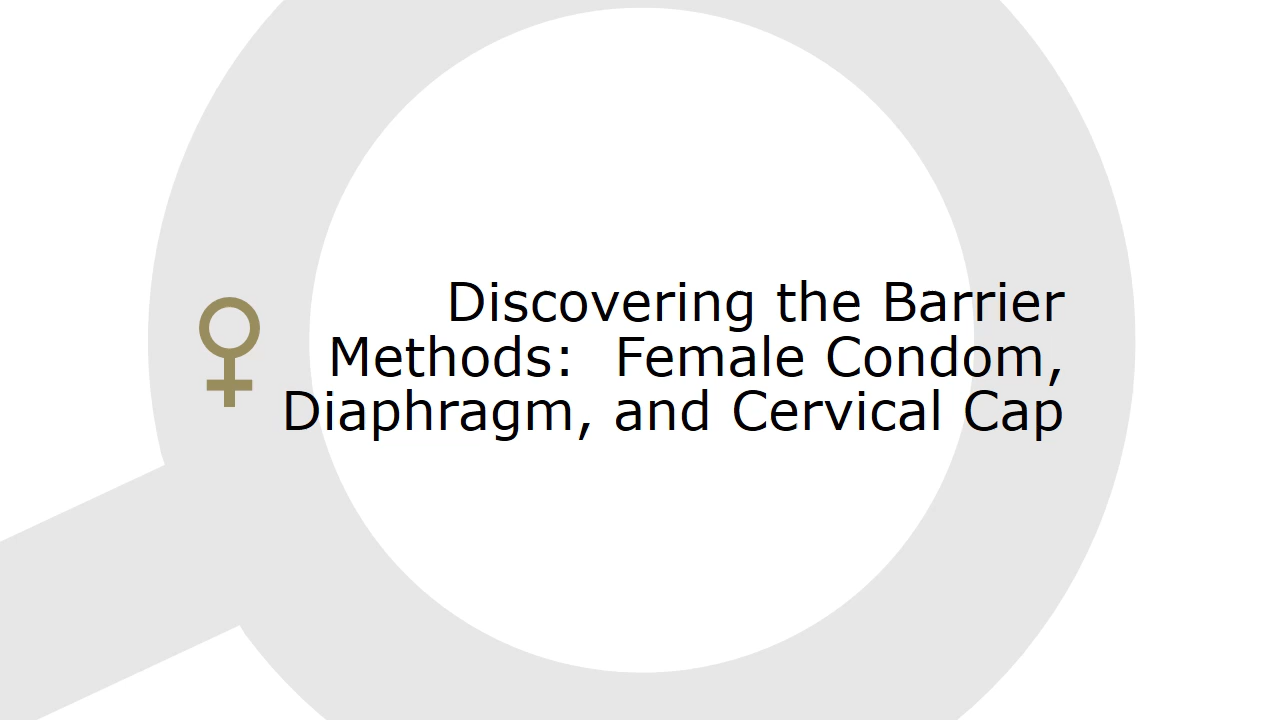 Discovering the Barrier
Methods:  Female Condom,
Diaphragm, and Cervical Cap